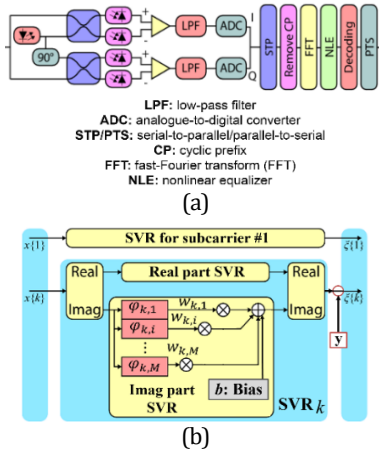 +
-
90°
+
-
LPF
ADC
I
LPF
ADC
Q
STP
Remove CP
FFT
NLE
Decoding
PTS
LPF: low-pass filter
ADC: analogue-to-digital converter
STP/PTS: serial-to-parallel/parallel-to-serial
CP: cyclic prefix
FFT: fast-Fourier transform (FFT)
NLE: nonlinear equalizer
(a)
x{1}
SVR for subcarrier #1
ξ{1}
x{k}
Real
Imag
Real part SVR
Real
Imag
ξ{k}
φk,1
wk,1
φk,i
wk,i
⋮
φk,M
wk,M
Imag part
SVR
b: Bias
SVR k
y
(b)